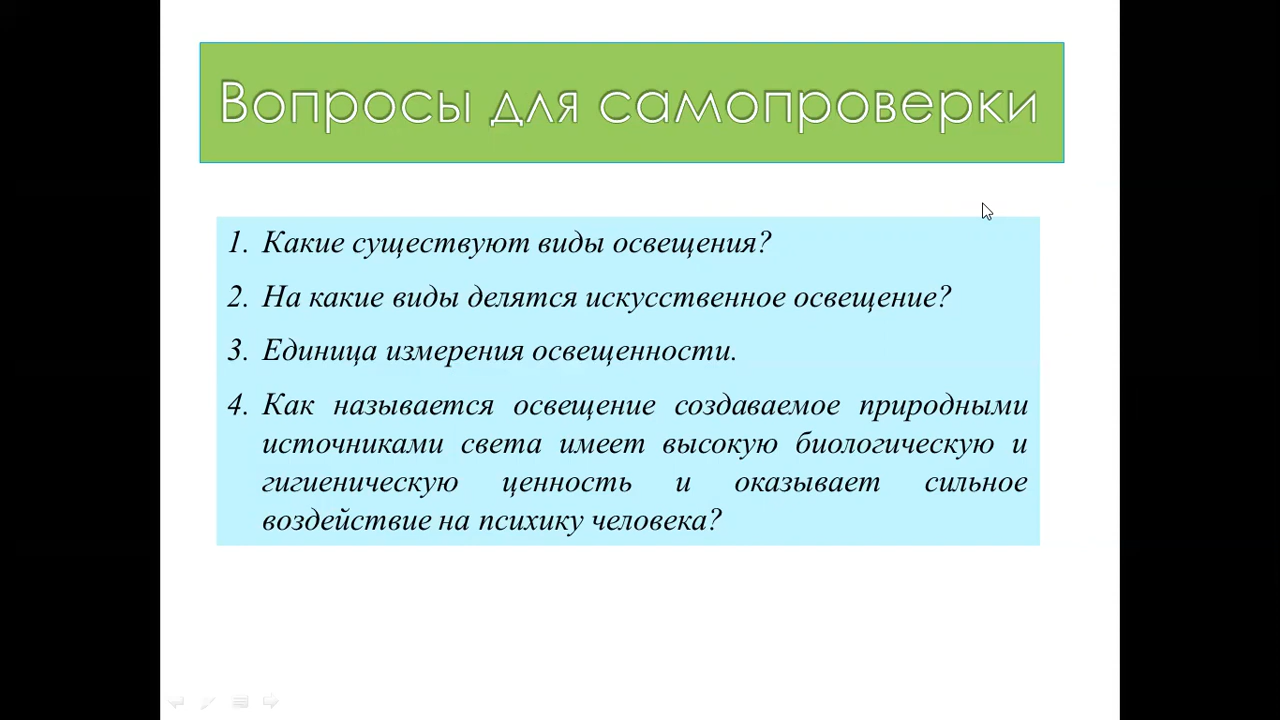 Вопросы для самопроверки
1. Какие существуют виды освещения?
2. На какие виды делятся искусственное освещение?
3. Единица измерения освещенности.
4. Как называется освещение создаваемое природными
источниками света имеет высокую биологическую и
гигиеническую ценность и оказывает сильное
воздействие на психику человека?